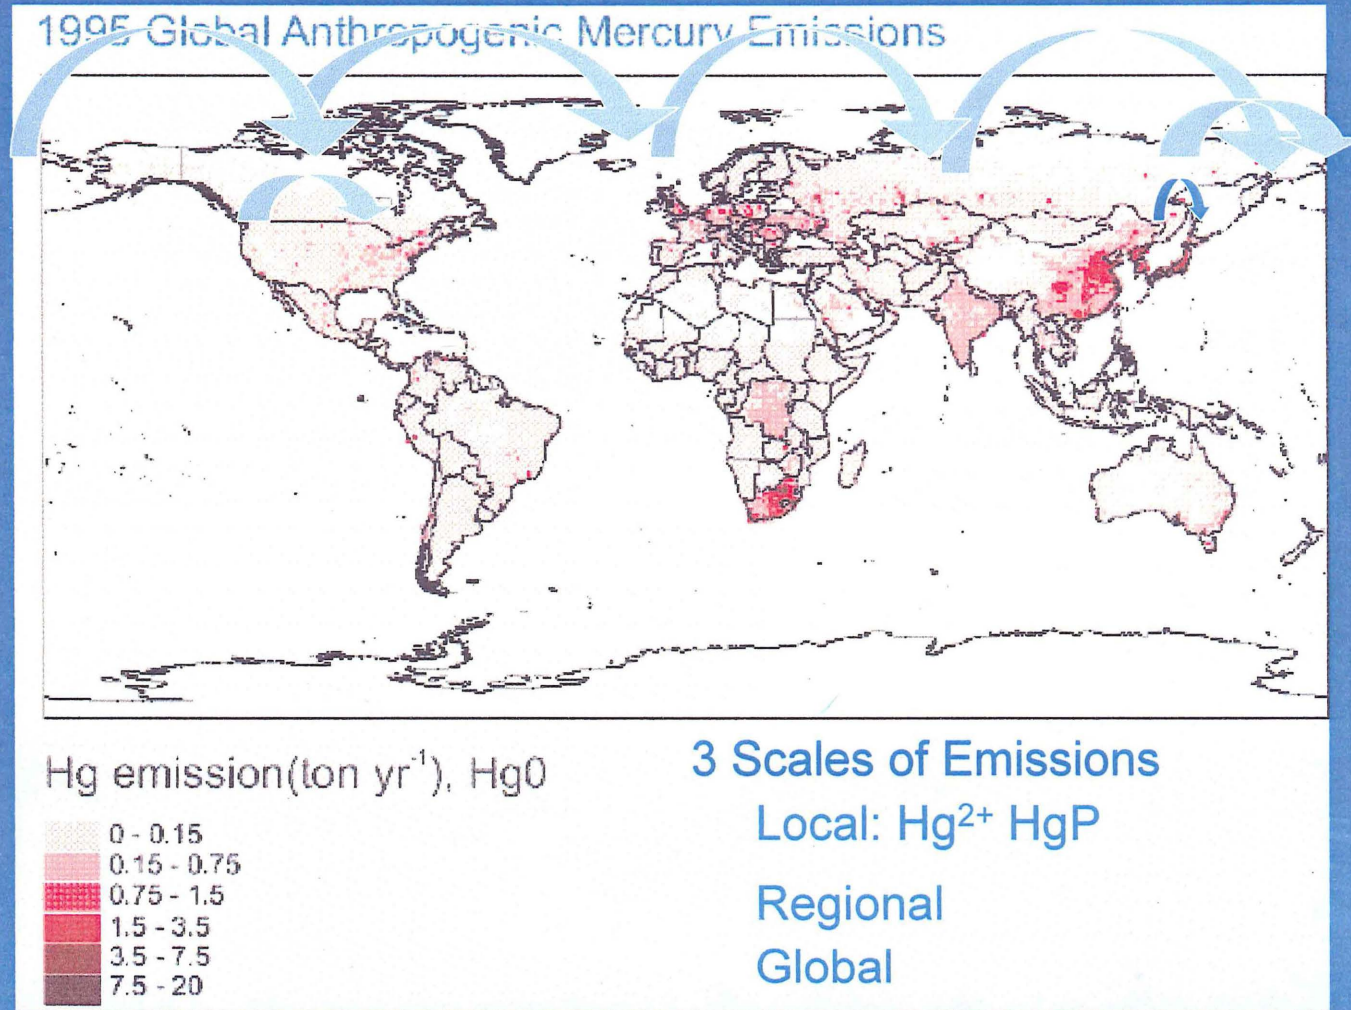 1995 Global Anthropogenic Mercury Emissions
Hg emission(ton yr⁻¹), Hg0
0 - 0.15
0.15 - 0.75
0.75 - 1.5
1.5 - 3.5
3.5 - 7.5
7.5 - 20
3 Scales of Emissions
Local: Hg²⁺ HgP
Regional
Global